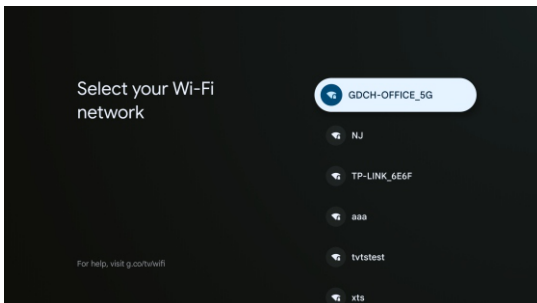 Select your Wi-Fi
network
GDCH-OFFICE_5G
NJ
TP-LINK_6E6F
aaa
tvtstest
xts
For help, visit g.co/tv/wifi